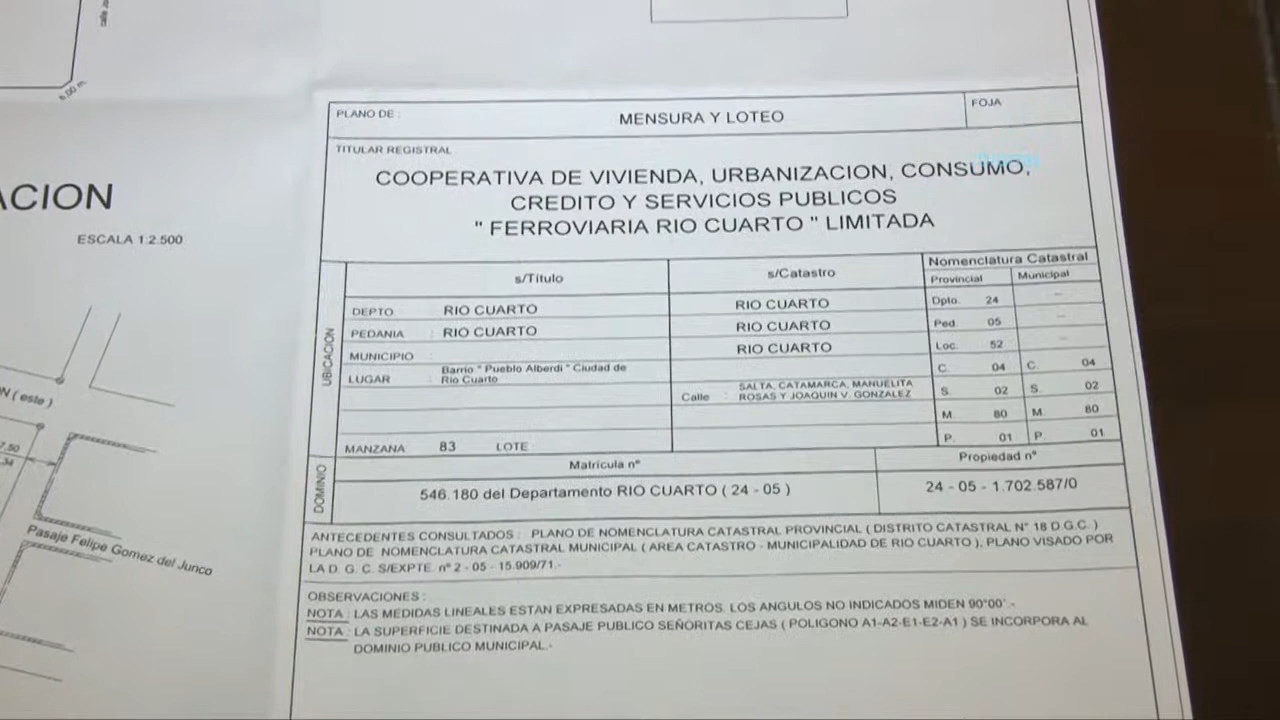 5.00 m.
ACION
ESCALA 1:2.500
( este )
7.50
.34
Pasaje Felipe Gomez del Junco
PLANO DE :
MENSURA Y LOTEO
FOJA
TITULAR REGISTRAL
COOPERATIVA DE VIVIENDA, URBANIZACION, CONSUMO,
CREDITO Y SERVICIOS PUBLICOS
" FERROVIARIA RIO CUARTO " LIMITADA
UBICACION
s/Título
s/Catastro
Nomenclatura Catastral
Provincial Municipal
DEPTO RIO CUARTO RIO CUARTO Dpto. 24 —
PEDANIA : RIO CUARTO RIO CUARTO Ped. 05 —
MUNICIPIO : RIO CUARTO Loc. 52
LUGAR Barrio " Pueblo Alberdi " Ciudad de
Rio Cuarto
C. 04 C. 04
Calle : SALTA, CATAMARCA, MANUELITA
ROSAS Y JOAQUIN V. GONZALEZ
S. 02 S. 02
M. 80 M. 80
MANZANA 83 LOTE
P. 01 P. 01
DOMINIO
Matrícula nº
Propiedad nº
546.180 del Departamento RIO CUARTO ( 24 - 05 )
24 - 05 - 1.702.587/0
ANTECEDENTES CONSULTADOS : PLANO DE NOMENCLATURA CATASTRAL PROVINCIAL ( DISTRITO CATASTRAL N° 18 D.G.C. )
PLANO DE NOMENCLATURA CATASTRAL MUNICIPAL ( AREA CATASTRO - MUNICIPALIDAD DE RIO CUARTO ), PLANO VISADO POR
LA D. G. C. S/EXPTE. nº 2 - 05 - 15.909/71.-
OBSERVACIONES :
NOTA : LAS MEDIDAS LINEALES ESTAN EXPRESADAS EN METROS. LOS ANGULOS NO INDICADOS MIDEN 90°00'.-
NOTA : LA SUPERFICIE DESTINADA A PASAJE PUBLICO SEÑORITAS CEJAS ( POLIGONO A1-A2-E1-E2-A1 ) SE INCORPORA AL
DOMINIO PUBLICO MUNICIPAL.-